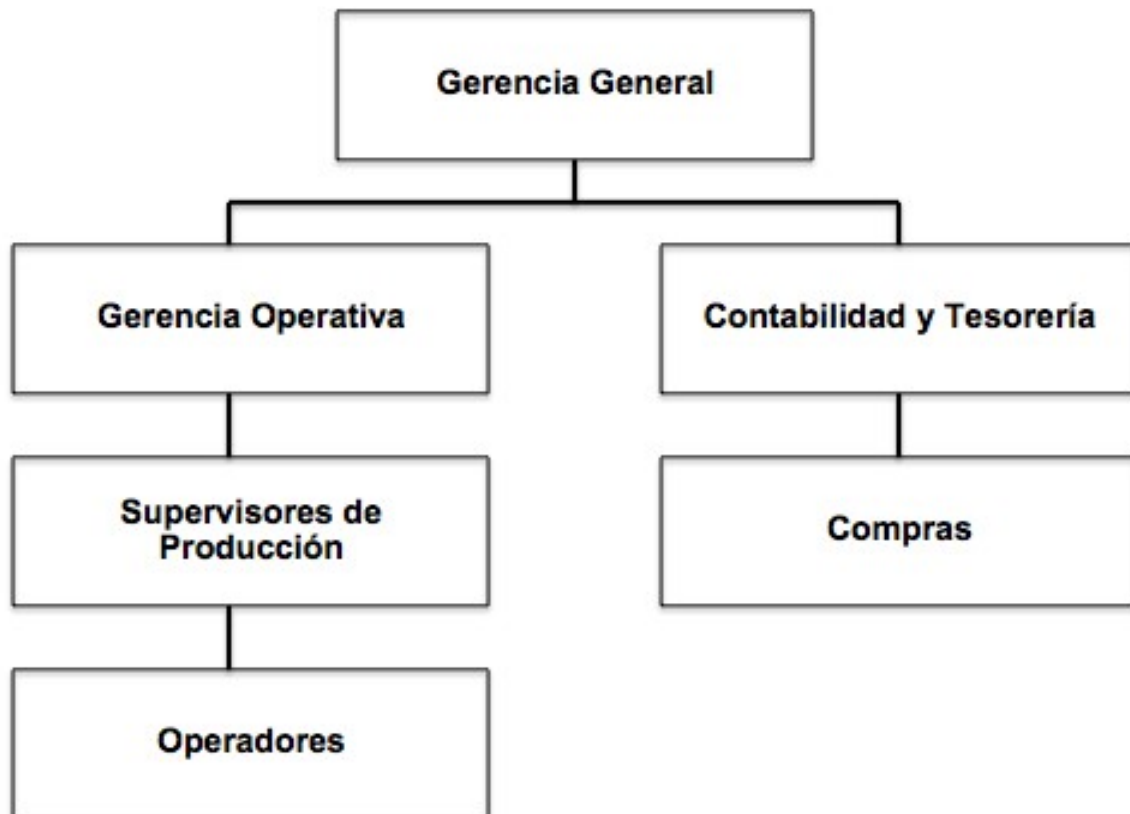 Gerencia General
Gerencia Operativa
Contabilidad y Tesorería
Supervisores de
Producción
Compras
Operadores